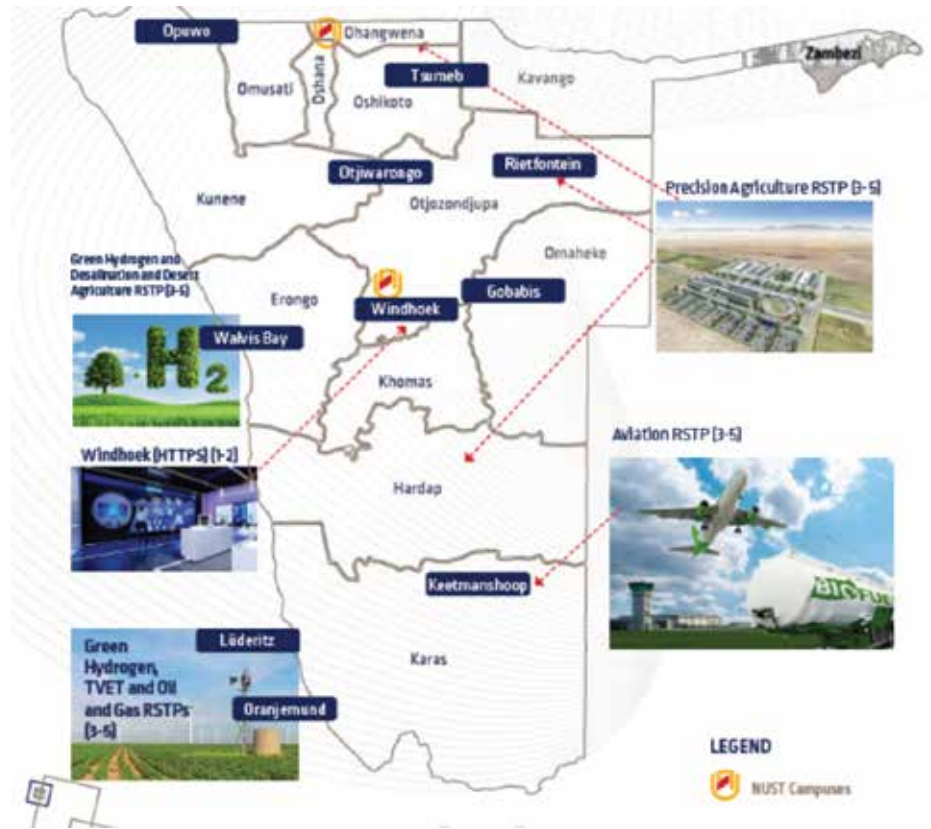 Opuwo
Ohangwena
Zambezi
Omusati
Oshana
Tsumeb
Oshikoto
Kavango
Otjiwarongo
Rietfontein
Kunene
Otjozondjupa
Precision Agriculture RSTP (3-5)
Omaheke
Green Hydrogen and
Desalination and Desert
Agriculture RSTP (3-5)
Erongo
Gobabis
Windhoek
Walvis Bay
H2
Khomas
Aviation RSTP (3-5)
Windhoek (HTTPS) (1-2)
Hardap
Keetmanshoop
BIOFUE
Lüderitz
Green
Hydrogen,
TVET and Oil
and Gas RSTPs
(3-5)
Karas
Oranjemund
LEGEND
NUST Campuses